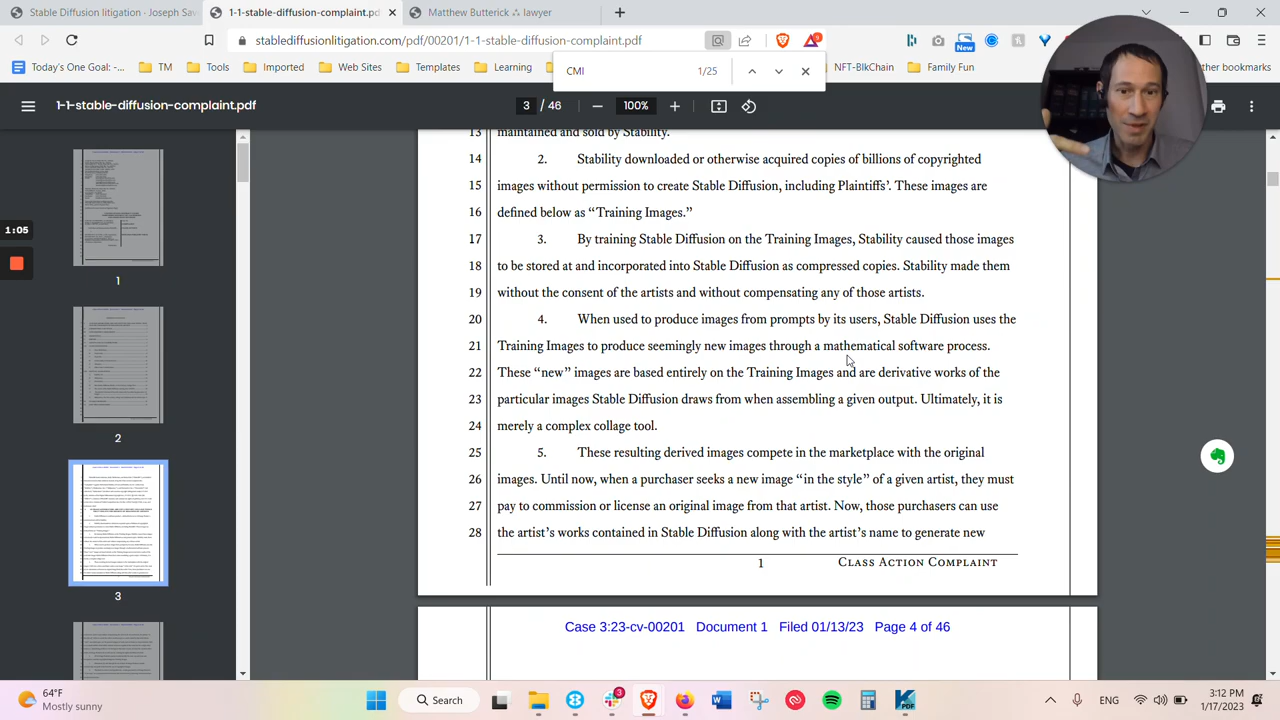 Stable Diffusion litigation · Joseph Sav
1-1-stable-diffusion-complaint.pd
Matthew Butterick ⁂ lawyer
stablediffusionlitigation.com/pdf/00201/1-1-stable-diffusion-complaint.pdf
9
New
Today's One Goal: -...
TM
Tools
Imported
Web Sites
Templates
Learning
NFT-BlkChain
Family Fun
other bookmarks
CMI
1/25
1-1-stable-diffusion-complaint.pdf
3 / 46
100%
13 maintained and sold by Stability.
14 2. Stability downloaded or otherwise acquired copies of billions of copyrighted
15 images without permission to create Stable Diffusion, including Plaintiffs'. These images are
16 defined below as “Training Images.”
17 3. By training Stable Diffusion on the Training Images, Stability caused those images
18 to be stored at and incorporated into Stable Diffusion as compressed copies. Stability made them
19 without the consent of the artists and without compensating any of those artists.
20 4. When used to produce images from prompts by its users, Stable Diffusion uses the
21 Training Images to produce seemingly new images through a mathematical software process.
22 These “new” images are based entirely on the Training Images and are derivative works of the
23 particular images Stable Diffusion draws from when assembling a given output. Ultimately, it is
24 merely a complex collage tool.
25 5. These resulting derived images compete in the marketplace with the original
26 images. Until now, when a purchaser seeks a new image “in the style” of a given artist, they must
27 pay to commission or license an original image from that artist. Now, those purchasers can use
28 the artist's works contained in Stable Diffusion along with the artist's name to generate new
1 CLASS ACTION COMPLAINT
Case 3:23-cv-00201 Document 1 Filed 01/13/23 Page 4 of 46
1
2
3
64°F
Mostly sunny
Search
3
W
PDF
ENG
3:12 PM
1/17/2023